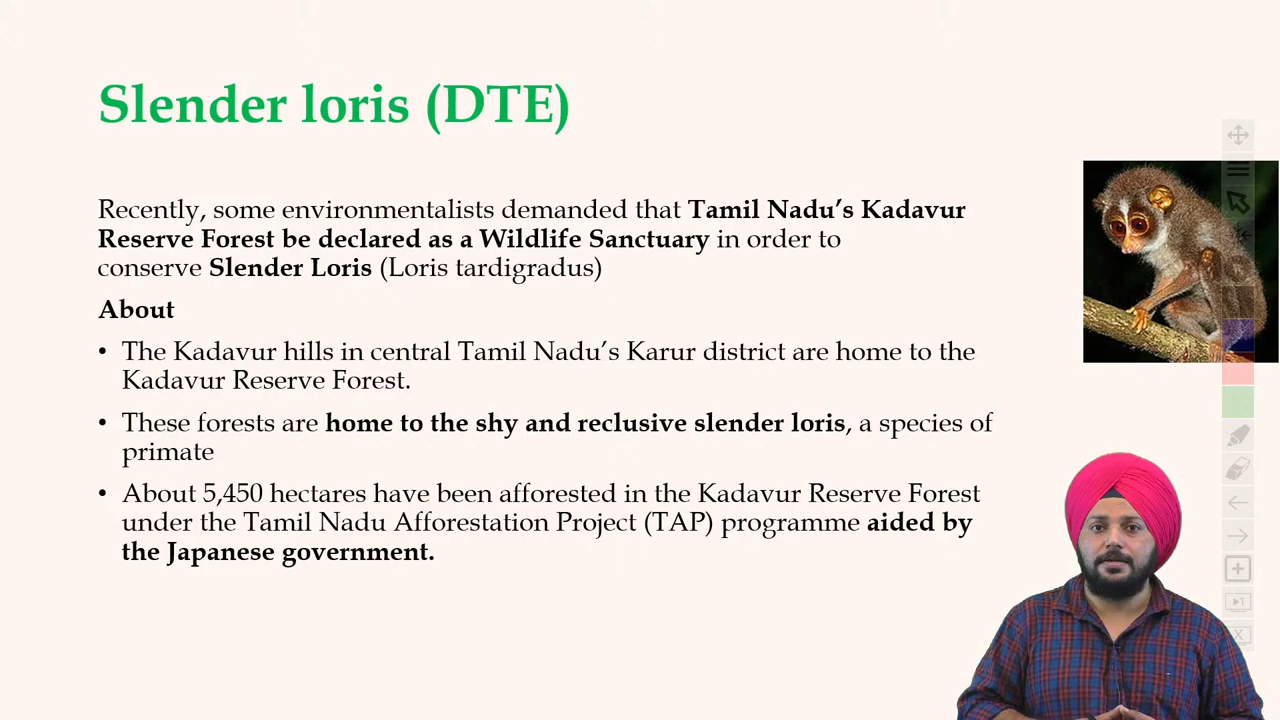 Slender loris (DTE)
Recently, some environmentalists demanded that Tamil Nadu’s Kadavur
Reserve Forest be declared as a Wildlife Sanctuary in order to
conserve Slender Loris (Loris tardigradus)
About
• The Kadavur hills in central Tamil Nadu’s Karur district are home to the
Kadavur Reserve Forest.
• These forests are home to the shy and reclusive slender loris, a species of
primate
• About 5,450 hectares have been afforested in the Kadavur Reserve Forest
under the Tamil Nadu Afforestation Project (TAP) programme aided by
the Japanese government.